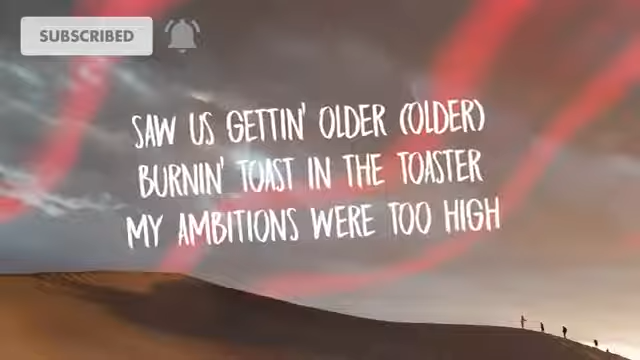 SUBSCRIBED
SAW US GETTIN' OLDER (OLDER)
BURNIN' TOAST IN THE TOASTER
MY AMBITIONS WERE TOO HIGH